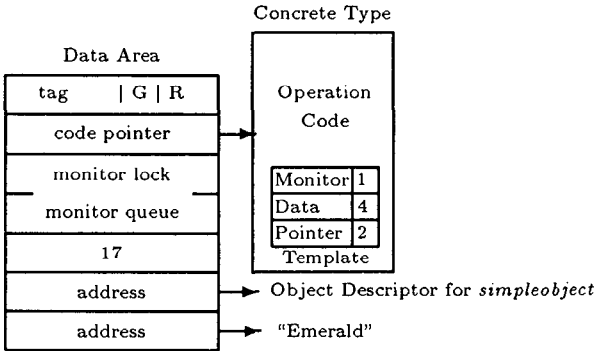 Concrete Type
Data Area
tag | G | R
code pointer
monitor lock
monitor queue
17
address
address
Operation
Code
Monitor 1
Data 4
Pointer 2
Template
Object Descriptor for simpleobject
“Emerald”